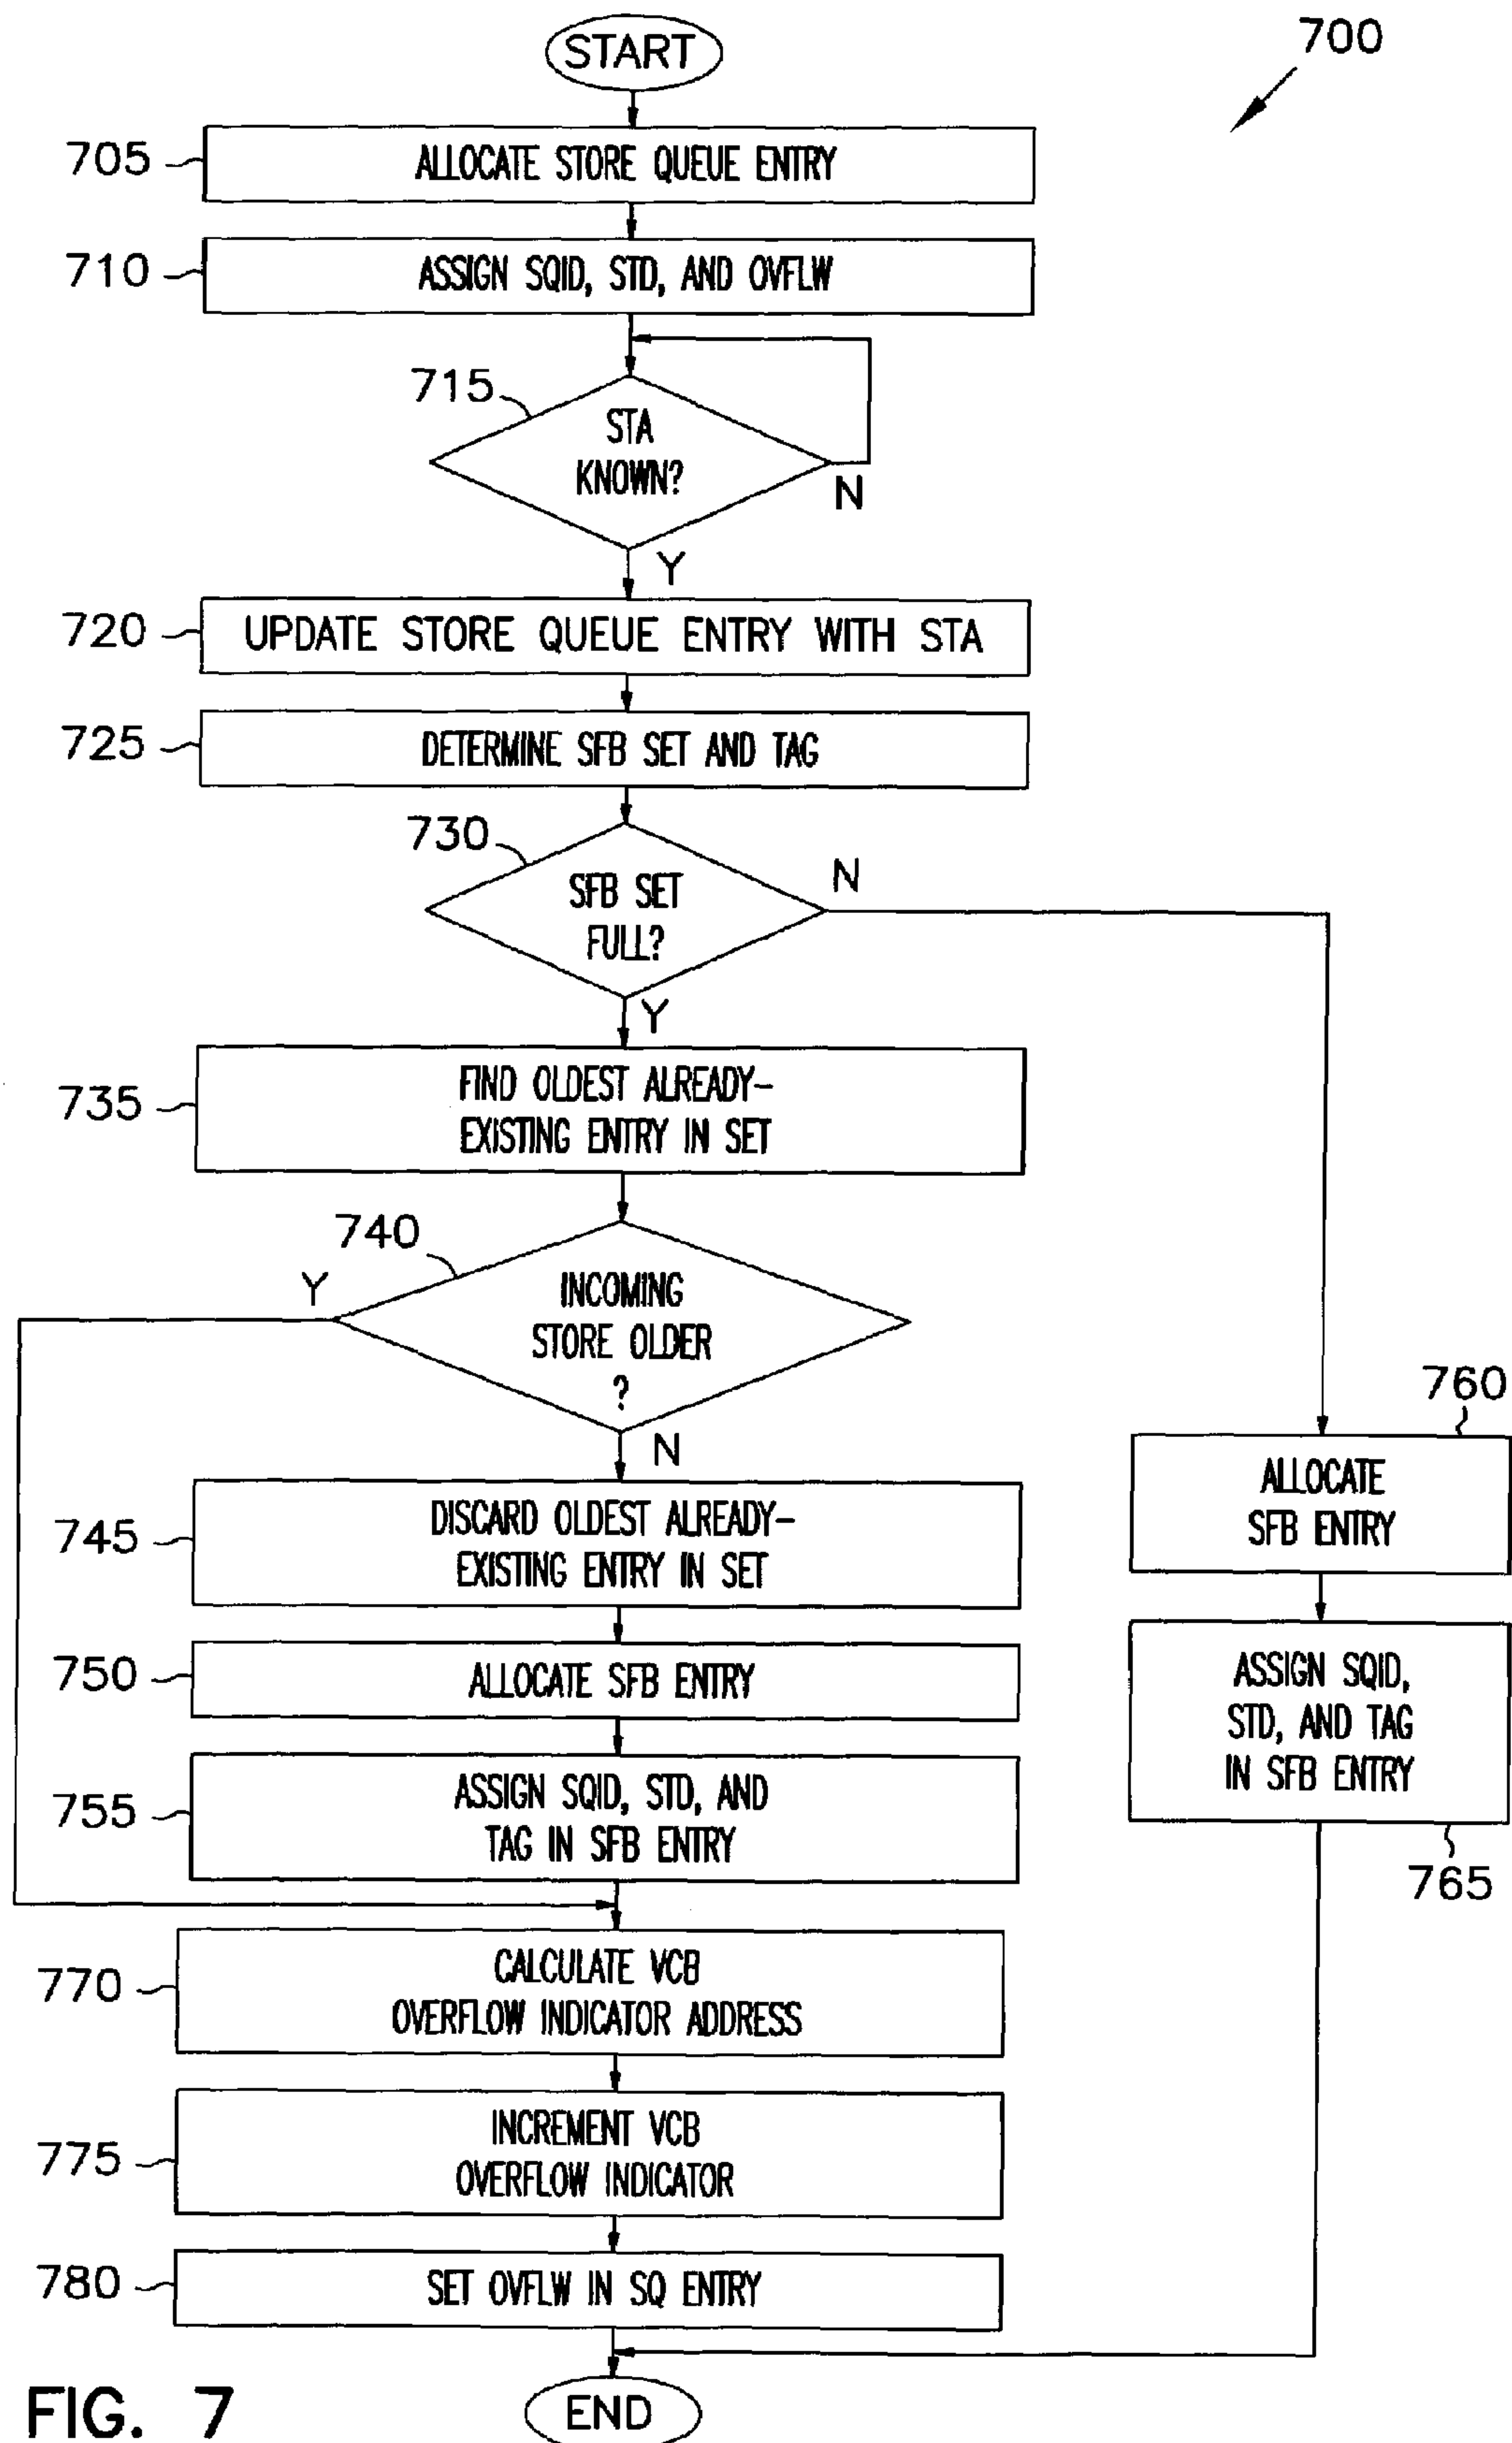 START
700
705
ALLOCATE STORE QUEUE ENTRY
710
ASSIGN SQID, STD, AND OVFLW
715
STA
KNOWN?
N
Y
720
UPDATE STORE QUEUE ENTRY WITH STA
725
DETERMINE SFB SET AND TAG
730
SFB SET
FULL?
N
Y
735
FIND OLDEST ALREADY-
EXISTING ENTRY IN SET
740
Y
INCOMING
STORE OLDER
?
N
745
DISCARD OLDEST ALREADY-
EXISTING ENTRY IN SET
750
ALLOCATE SFB ENTRY
755
ASSIGN SQID, STD, AND
TAG IN SFB ENTRY
760
ALLOCATE
SFB ENTRY
ASSIGN SQID,
STD, AND TAG
IN SFB ENTRY
765
770
CALCULATE VCB
OVERFLOW INDICATOR ADDRESS
775
INCREMENT VCB
OVERFLOW INDICATOR
780
SET OVFLW IN SQ ENTRY
END
FIG. 7